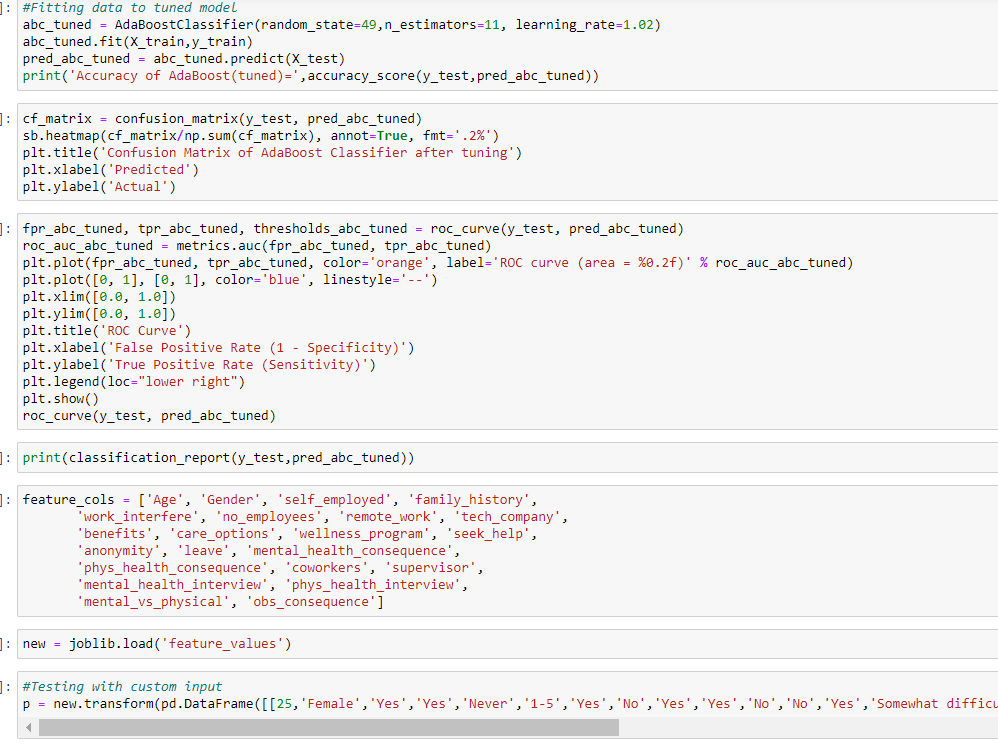 ]: #Fitting data to tuned model
abc_tuned = AdaBoostClassifier(random_state=49,n_estimators=11, learning_rate=1.02)
abc_tuned.fit(X_train,y_train)
pred_abc_tuned = abc_tuned.predict(X_test)
print('Accuracy of AdaBoost(tuned)=',accuracy_score(y_test,pred_abc_tuned))
]: cf_matrix = confusion_matrix(y_test, pred_abc_tuned)
sb.heatmap(cf_matrix/np.sum(cf_matrix), annot=True, fmt='.2%')
plt.title('Confusion Matrix of AdaBoost Classifier after tuning')
plt.xlabel('Predicted')
plt.ylabel('Actual')
]: fpr_abc_tuned, tpr_abc_tuned, thresholds_abc_tuned = roc_curve(y_test, pred_abc_tuned)
roc_auc_abc_tuned = metrics.auc(fpr_abc_tuned, tpr_abc_tuned)
plt.plot(fpr_abc_tuned, tpr_abc_tuned, color='orange', label='ROC curve (area = %0.2f)' % roc_auc_abc_tuned)
plt.plot([0, 1], [0, 1], color='blue', linestyle='--')
plt.xlim([0.0, 1.0])
plt.ylim([0.0, 1.0])
plt.title('ROC Curve')
plt.xlabel('False Positive Rate (1 - Specificity)')
plt.ylabel('True Positive Rate (Sensitivity)')
plt.legend(loc="lower right")
plt.show()
roc_curve(y_test, pred_abc_tuned)
]: print(classification_report(y_test,pred_abc_tuned))
]: feature_cols = ['Age', 'Gender', 'self_employed', 'family_history',
'work_interfere', 'no_employees', 'remote_work', 'tech_company',
'benefits', 'care_options', 'wellness_program', 'seek_help',
'anonymity', 'leave', 'mental_health_consequence',
'phys_health_consequence', 'coworkers', 'supervisor',
'mental_health_interview', 'phys_health_interview',
'mental_vs_physical', 'obs_consequence']
]: new = joblib.load('feature_values')
]: #Testing with custom input
p = new.transform(pd.DataFrame([[25,'Female','Yes','Yes','Never','1-5','Yes','No','Yes','Yes','No','No','Yes','Somewhat difficu